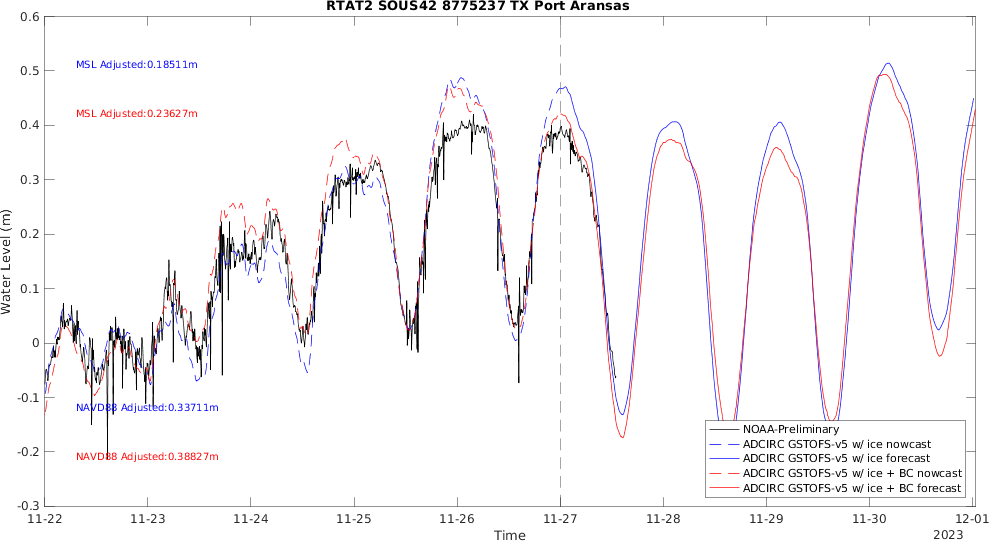 RTAT2 SOUS42 8775237 TX Port Aransas
0.6
0.5
0.4
0.3
0.2
0.1
0
-0.1
-0.2
-0.3
Water Level (m)
MSL Adjusted:0.18511m
MSL Adjusted:0.23627m
NAVD88 Adjusted:0.33711m
NAVD88 Adjusted:0.38827m
NOAA-Preliminary
ADCIRC GSTOFS-v5 w/ ice nowcast
ADCIRC GSTOFS-v5 w/ ice forecast
ADCIRC GSTOFS-v5 w/ ice + BC nowcast
ADCIRC GSTOFS-v5 w/ ice + BC forecast
11-22 11-23 11-24 11-25 11-26 11-27 11-28 11-29 11-30 12-01
Time
2023